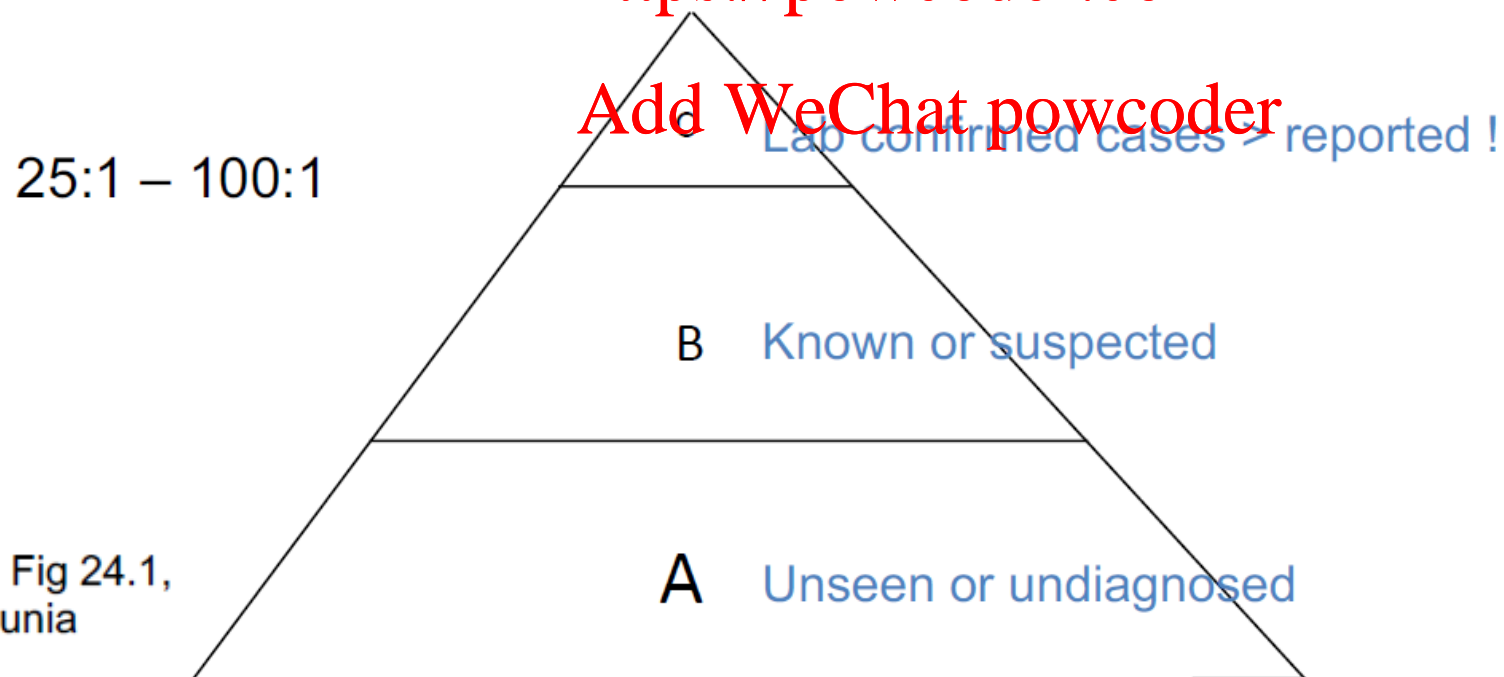 Add WeChat powcoder
C Lab confirmed cases > reported !
25:1 – 100:1
B Known or suspected
Fig 24.1,
A Unseen or undiagnosed
unia